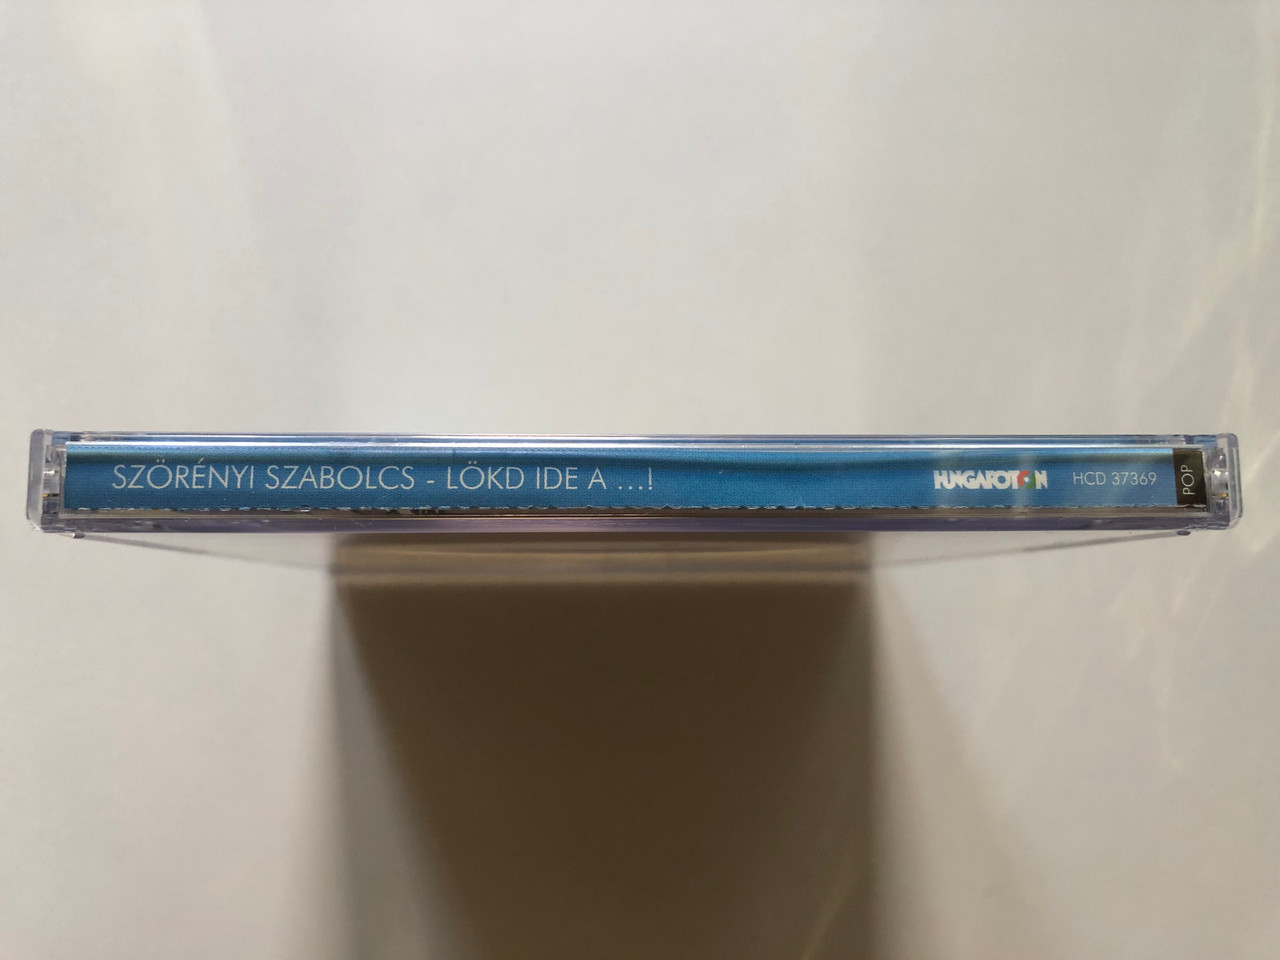 SZÖRÉNYI SZABOLCS - LÖKD IDE A ...!
HUNGAROTON
HCD 37369
POP